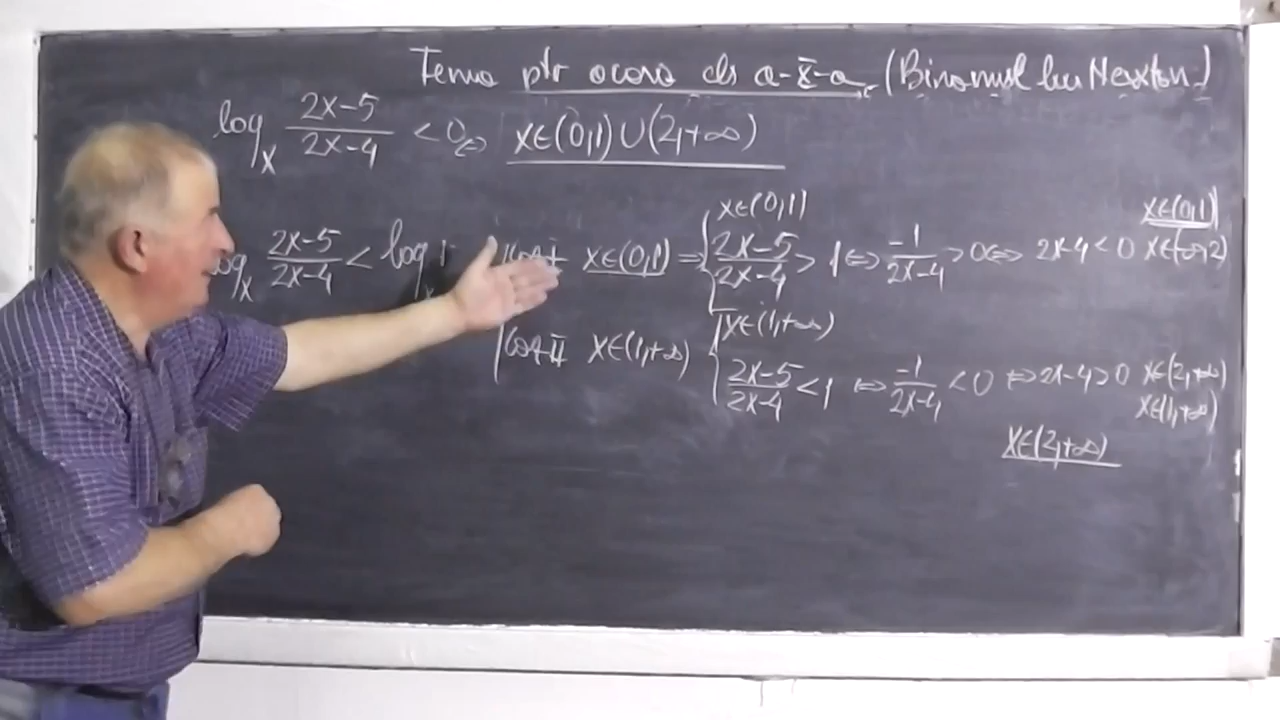 Tema ptr acasă cls a-X-a, (Binomul lui Newton)
log_x (2x-5)/(2x-4) < 0 ⇔ x∈(0,1)∪(2,+∞)
log_x (2x-5)/(2x-4) < log_x 1
x∈(0,1) ⇒ { x∈(0,1)
(2x-5)/(2x-4) > 1 ⇔ -1/(2x-4) > 0 ⇔ 2x-4 < 0 x∈(-∞,2)
x∈(0,1)
caz II x∈(1,+∞) { x∈(1,+∞)
(2x-5)/(2x-4) < 1 ⇔ -1/(2x-4) < 0 ⇔ 2x-4 > 0 x∈(2,+∞)
x∈(1,+∞)
x∈(2,+∞)